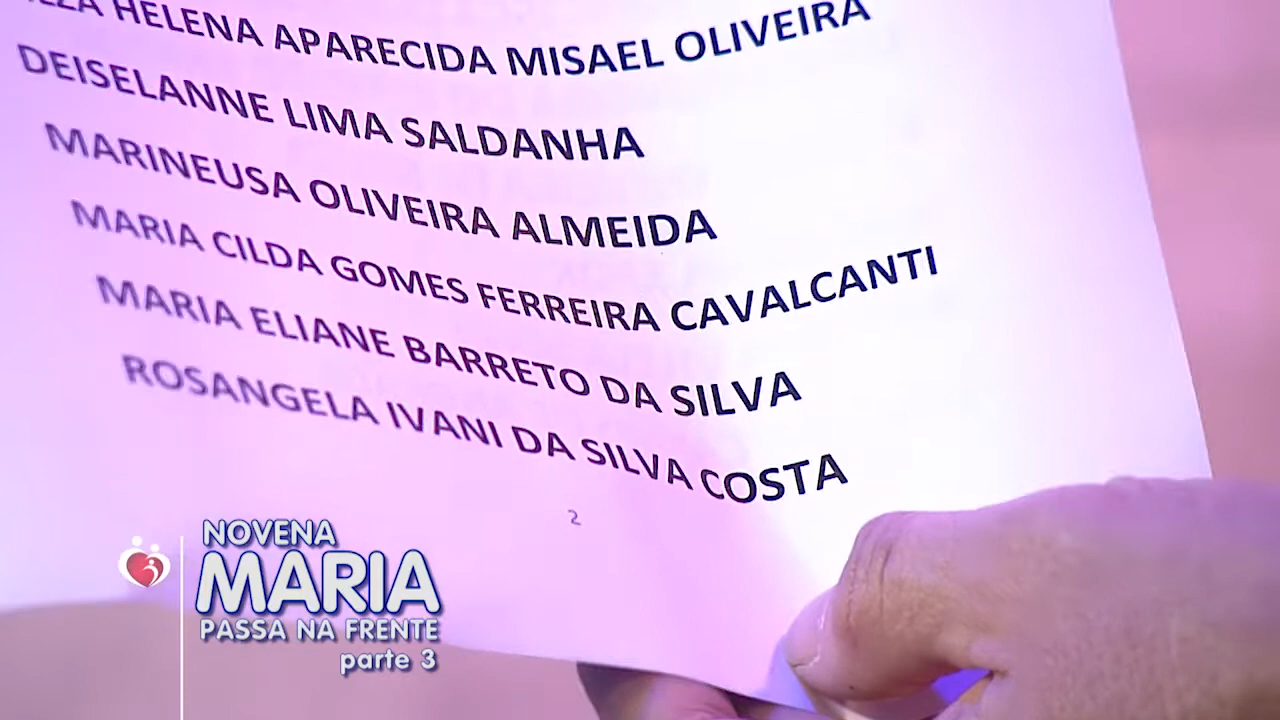 HELENA APARECIDA MISAEL OLIVEIRA
DEISELANNE LIMA SALDANHA
MARINEUSA OLIVEIRA ALMEIDA
MARIA CILDA GOMES FERREIRA CAVALCANTI
MARIA ELIANE BARRETO DA SILVA
ROSANGELA IVANI DA SILVA COSTA
2
NOVENA
MARIA
PASSA NA FRENTE
parte 3